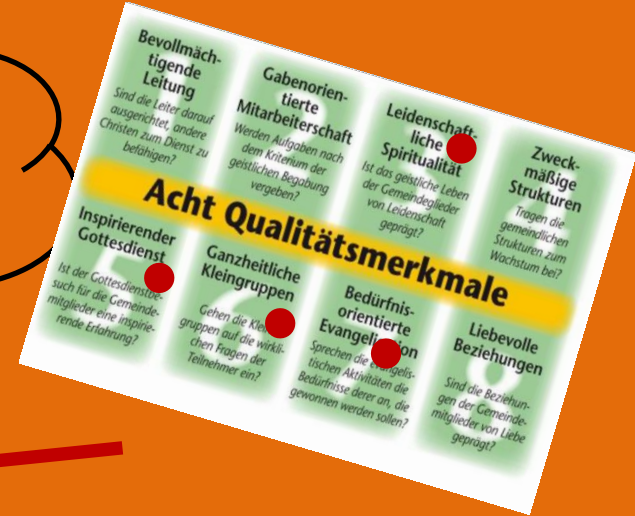 Bevollmäch-
tigende
Leitung
Sind die Leiter darauf
ausgerichtet, andere
Christen zum Dienst zu
befähigen?
Gabenorien-
tierte
Mitarbeiterschaft
Werden Aufgaben nach
dem Kriterium der
geistlichen Begabung
vergeben?
Leidenschaft-
liche
Spiritualität
Ist das geistliche Leben
der Gemeindeglieder
von Leidenschaft
geprägt?
4
Zweck-
mäßige
Strukturen
Tragen die
gemeindlichen
Strukturen zum
Wachstum bei?
Acht Qualitätsmerkmale
5
Inspirierender
Gottesdienst
Ist der Gottesdienstbe-
such für die Gemeinde-
mitglieder eine inspirie-
rende Erfahrung?
6
Ganzheitliche
Kleingruppen
Gehen die
gruppen auf die wirkli-
chen Fragen der
Teilnehmer ein?
7
Bedürfnis-
orientierte
Sprechen die
tischen Aktivitäten die
Bedürfnisse derer an, die
gewonnen werden sollen?
8
Liebevolle
Beziehungen
Sind die Beziehun-
gen der Gemeinde-
mitglieder von Liebe
geprägt?